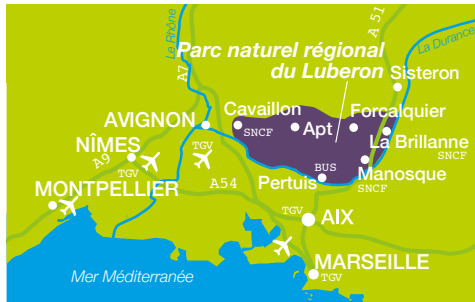 Le Rhône
A7
A 51
La Durance
Parc naturel régional
du Luberon
Sisteron
Cavaillon
Forcalquier
AVIGNON
SNCF
Apt
La Brillanne
SNCF
NÎMES
A9
TGV
TGV
BUS
Manosque
SNCF
Pertuis
MONTPELLIER
A54
TGV
AIX
Mer Méditerranée
MARSEILLE
TGV